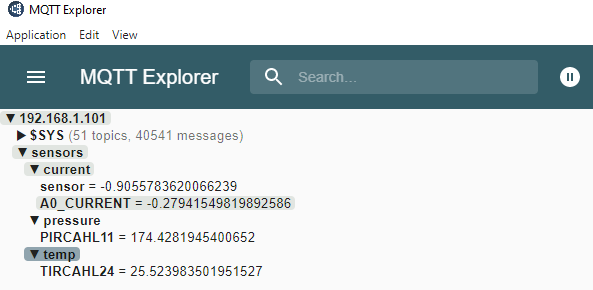 MQTT Explorer
Application Edit View
MQTT Explorer Search...
▼ 192.168.1.101
▶ $SYS (51 topics, 40541 messages)
▼ sensors
▼ current
sensor = -0.9055783620066239
A0_CURRENT = -0.27941549819892586
▼ pressure
PIRCAHL11 = 174.4281945400652
▼ temp
TIRCAHL24 = 25.523983501951527